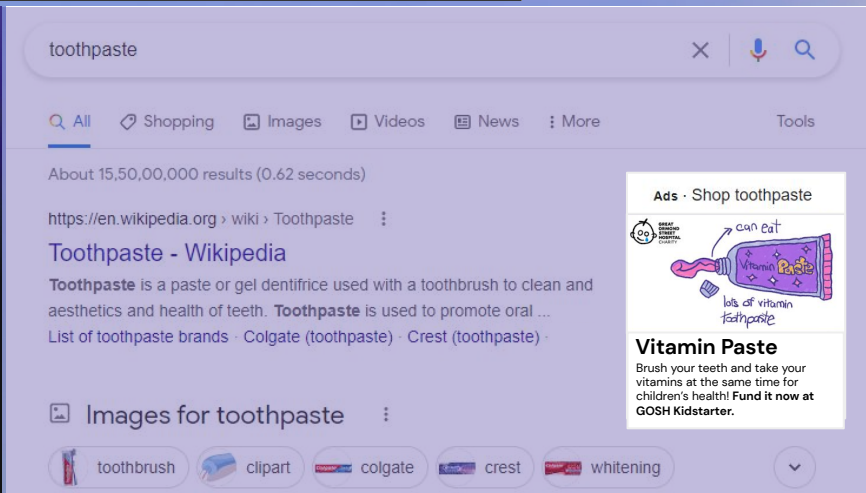 toothpaste
All Shopping Images Videos News More Tools
About 15,50,00,000 results (0.62 seconds)
https://en.wikipedia.org › wiki › Toothpaste
Toothpaste - Wikipedia
Toothpaste is a paste or gel dentifrice used with a toothbrush to clean and
aesthetics and health of teeth. Toothpaste is used to promote oral ...
List of toothpaste brands · Colgate (toothpaste) · Crest (toothpaste) ·
Images for toothpaste
toothbrush clipart colgate crest whitening
Ads · Shop toothpaste
GREAT
ORMOND
STREET
HOSPITAL
CHARITY
can eat
Vitamin Paste
lots of vitamin
toothpaste
Vitamin Paste
Brush your teeth and take your
vitamins at the same time for
children's health! Fund it now at
GOSH Kidstarter.